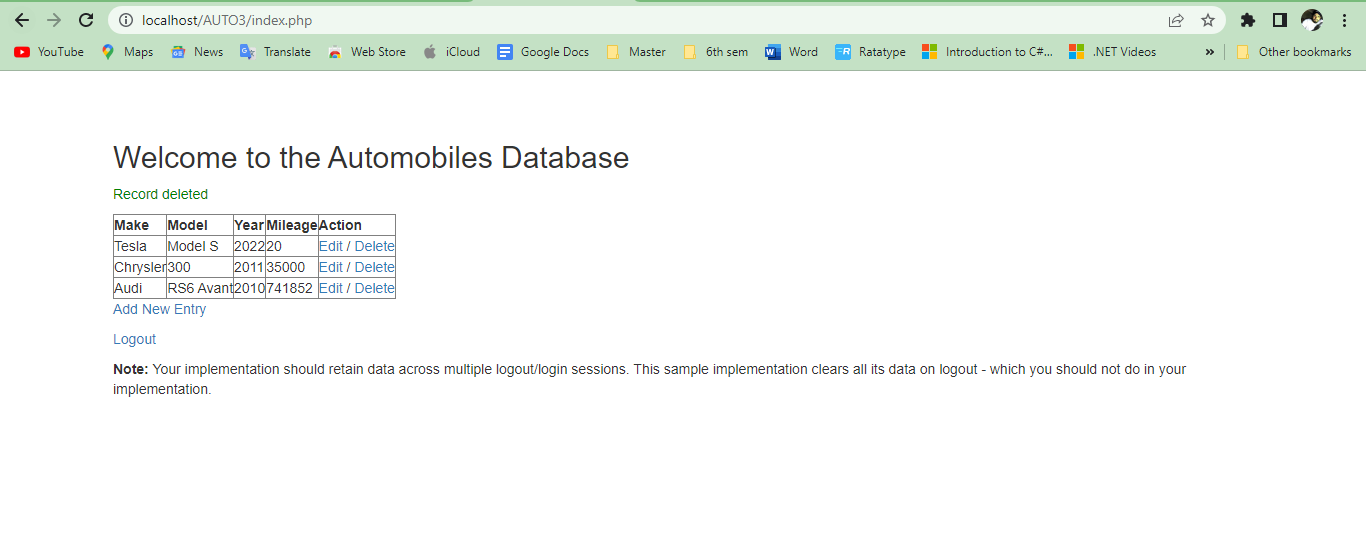 localhost/AUTO3/index.php
YouTube Maps News Translate Web Store iCloud Google Docs Master 6th sem Word Ratatype Introduction to C#... .NET Videos » Other bookmarks
Welcome to the Automobiles Database
Record deleted
Make Model Year Mileage Action
Tesla Model S 2022 20 Edit / Delete
Chrysler 300 2011 35000 Edit / Delete
Audi RS6 Avant 2010 741852 Edit / Delete
Add New Entry
Logout
Note: Your implementation should retain data across multiple logout/login sessions. This sample implementation clears all its data on logout - which you should not do in your
implementation.